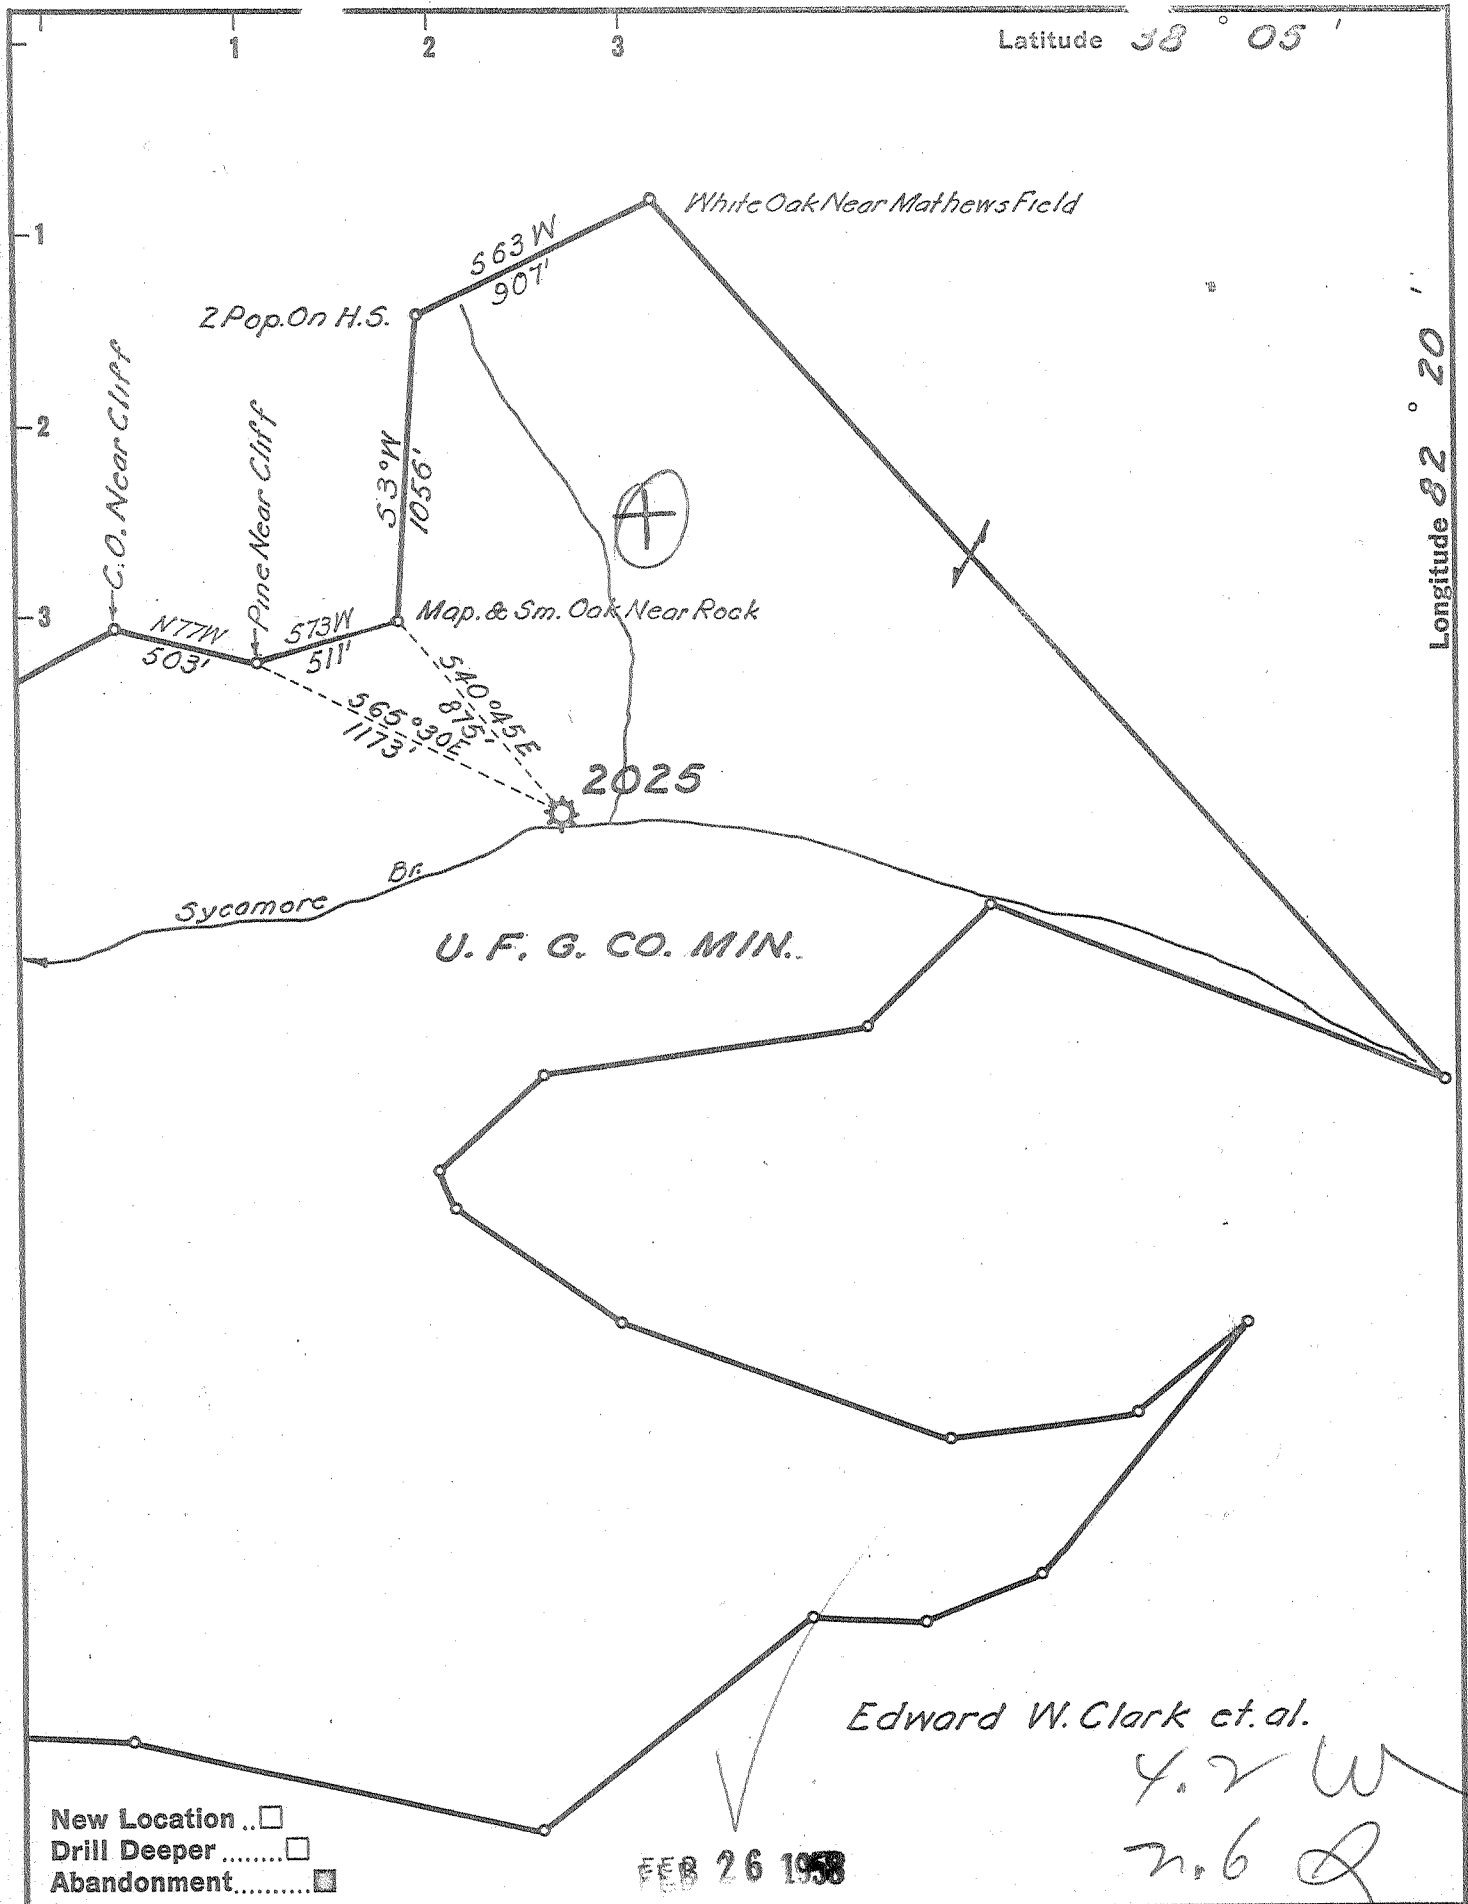 1 2 3
Latitude 38° 05'
1
2
3
White Oak Near Mathews Field
S63W
907'
2 Pop. On H.S.
C.O. Near Cliff
Pine Near Cliff
S3°W
1056'
Longitude 82° 20'
Map. & Sm. Oak Near Rock
N77W
503'
S73W
511'
S40°45E
875'
S65°30E
1173'
2025
Sycamore Br.
U. F. G. CO. MIN.
Edward W. Clark et. al.
4.2 W
New Location..
Drill Deeper........
Abandonment..........
FEB 26 1958